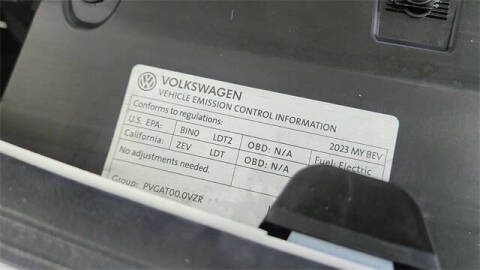 VOLKSWAGEN
VEHICLE EMISSION CONTROL INFORMATION
Conforms to regulations: 2023 MY BEV
U.S. EPA: BIN0 LDT2 OBD: N/A Fuel: Electric
California: ZEV LDT OBD: N/A
No adjustments needed.
Group: PVGAT00.0VZR